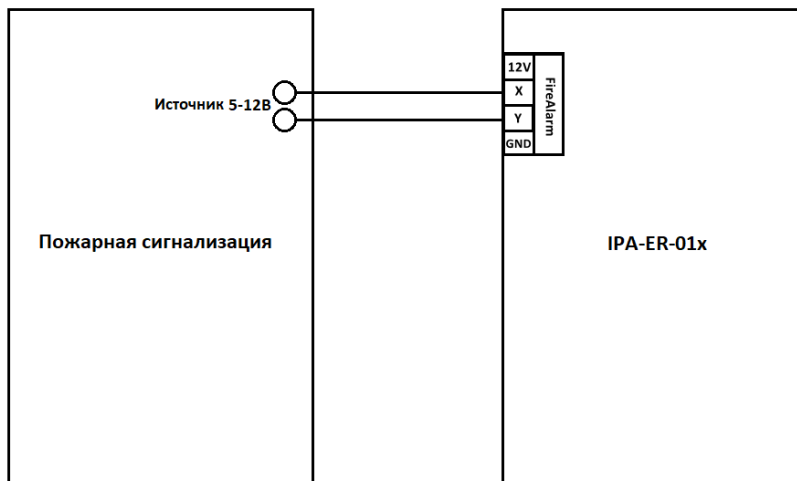 12V
X
Y
GND
FireAlarm
Источник 5-12В
Пожарная сигнализация
IPA-ER-01x